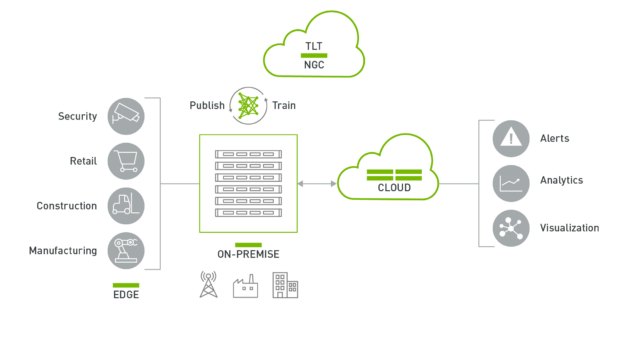 TLT
NGC
Publish
Train
Security
Retail
Construction
Manufacturing
EDGE
ON-PREMISE
CLOUD
Alerts
Analytics
Visualization